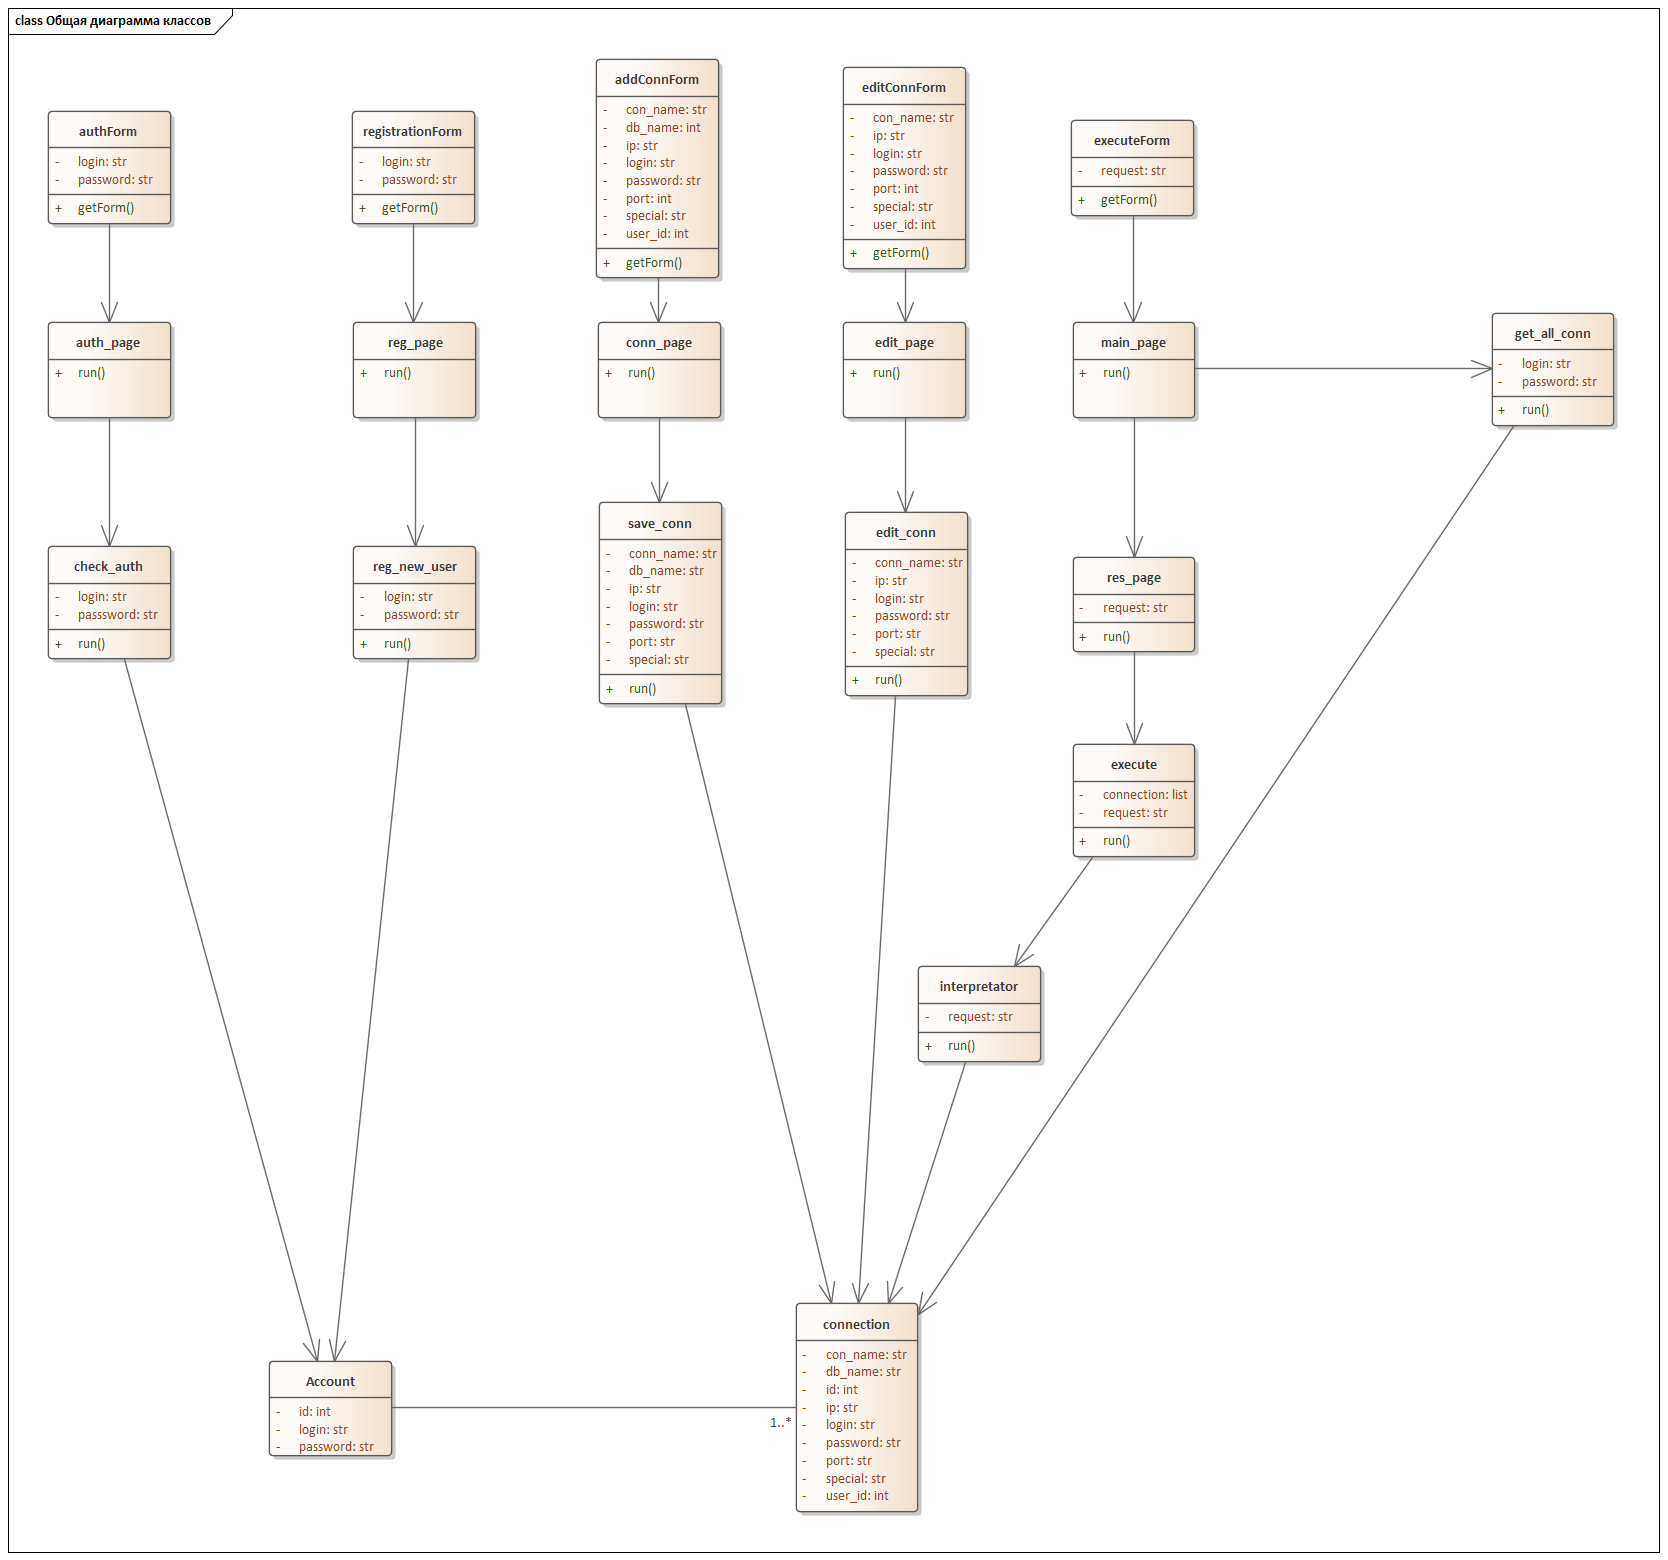 class Общая диаграмма классов
authForm
- login: str
- password: str
+ getForm()
registrationForm
- login: str
- password: str
+ getForm()
addConnForm
- con_name: str
- db_name: int
- ip: str
- login: str
- password: str
- port: int
- special: str
- user_id: int
+ getForm()
editConnForm
- con_name: str
- ip: str
- login: str
- password: str
- port: int
- special: str
- user_id: int
+ getForm()
executeForm
- request: str
+ getForm()
auth_page
+ run()
reg_page
+ run()
conn_page
+ run()
edit_page
+ run()
main_page
+ run()
get_all_conn
- login: str
- password: str
+ run()
check_auth
- login: str
- passsword: str
+ run()
reg_new_user
- login: str
- password: str
+ run()
save_conn
- conn_name: str
- db_name: str
- ip: str
- login: str
- password: str
- port: str
- special: str
+ run()
edit_conn
- conn_name: str
- ip: str
- login: str
- password: str
- port: str
- special: str
+ run()
res_page
- request: str
+ run()
execute
- connection: list
- request: str
+ run()
interpretator
- request: str
+ run()
Account
- id: int
- login: str
- password: str
1..*
connection
- con_name: str
- db_name: str
- id: int
- ip: str
- login: str
- password: str
- port: str
- special: str
- user_id: int